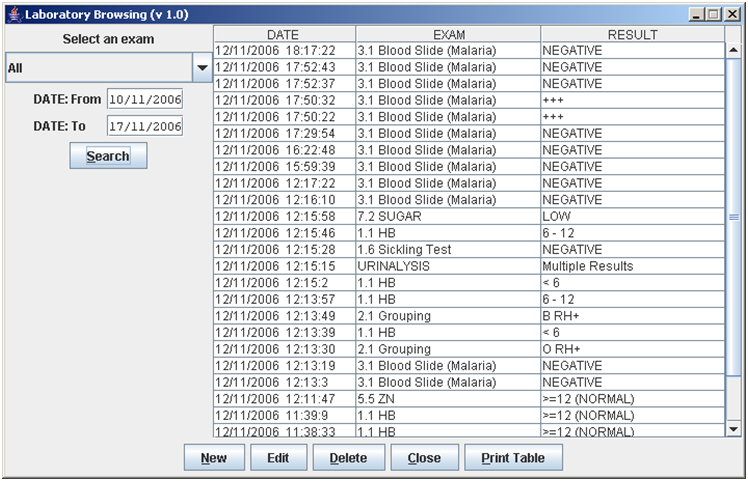 Laboratory Browsing (v 1.0)
Select an exam
All
DATE: From 10/11/2006
DATE: To 17/11/2006
Search
DATE EXAM RESULT
12/11/2006 18:17:22 3.1 Blood Slide (Malaria) NEGATIVE
12/11/2006 17:52:43 3.1 Blood Slide (Malaria) NEGATIVE
12/11/2006 17:52:37 3.1 Blood Slide (Malaria) NEGATIVE
12/11/2006 17:50:32 3.1 Blood Slide (Malaria) +++
12/11/2006 17:50:22 3.1 Blood Slide (Malaria) +++
12/11/2006 17:29:54 3.1 Blood Slide (Malaria) NEGATIVE
12/11/2006 16:22:48 3.1 Blood Slide (Malaria) NEGATIVE
12/11/2006 15:59:39 3.1 Blood Slide (Malaria) NEGATIVE
12/11/2006 12:17:22 3.1 Blood Slide (Malaria) NEGATIVE
12/11/2006 12:16:10 3.1 Blood Slide (Malaria) NEGATIVE
12/11/2006 12:15:58 7.2 SUGAR LOW
12/11/2006 12:15:46 1.1 HB 6 - 12
12/11/2006 12:15:28 1.6 Sickling Test NEGATIVE
12/11/2006 12:15:15 URINALYSIS Multiple Results
12/11/2006 12:15:2 1.1 HB < 6
12/11/2006 12:13:57 1.1 HB 6 - 12
12/11/2006 12:13:49 2.1 Grouping B RH+
12/11/2006 12:13:39 1.1 HB < 6
12/11/2006 12:13:30 2.1 Grouping O RH+
12/11/2006 12:13:19 3.1 Blood Slide (Malaria) NEGATIVE
12/11/2006 12:13:3 3.1 Blood Slide (Malaria) NEGATIVE
12/11/2006 12:11:47 5.5 ZN >=12 (NORMAL)
12/11/2006 11:39:9 1.1 HB >=12 (NORMAL)
12/11/2006 11:38:33 1.1 HB >=12 (NORMAL)
New Edit Delete Close Print Table